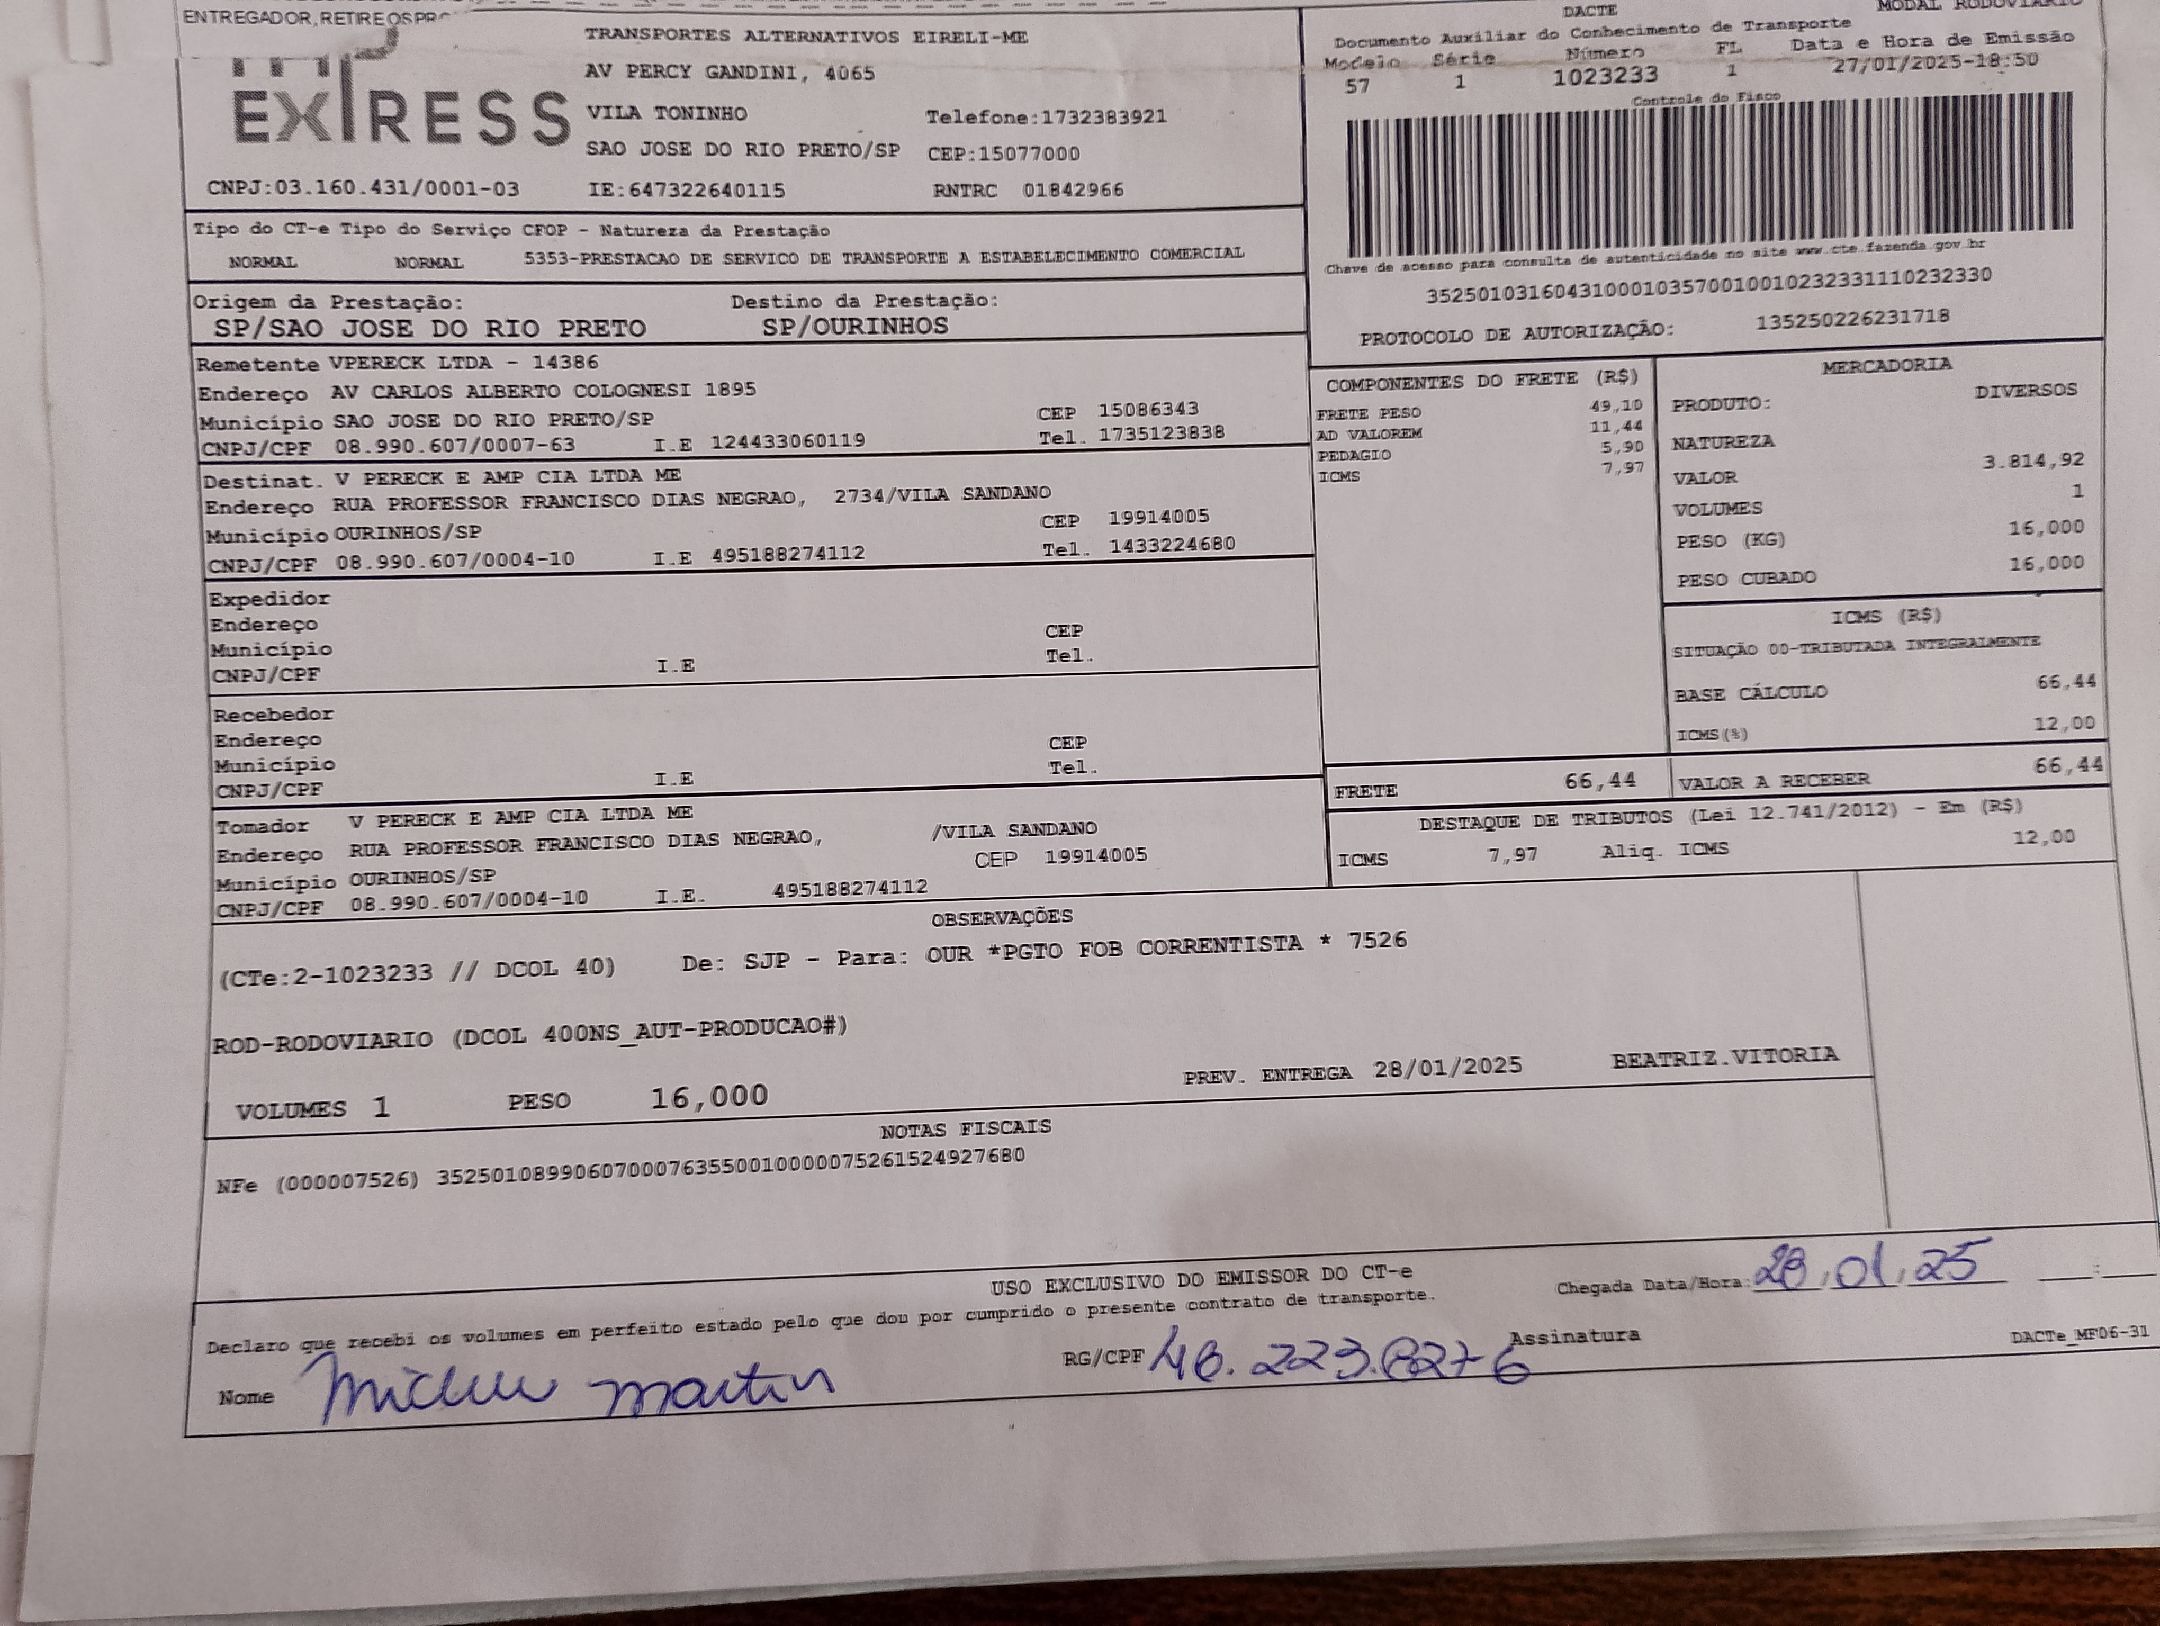 ENTREGADOR, RETIRE OS PR
EXPRESS
TRANSPORTES ALTERNATIVOS EIRELI-ME
AV PERCY GANDINI, 4065
VILA TONINHO Telefone:1732383921
SAO JOSE DO RIO PRETO/SP CEP:15077000
CNPJ:03.160.431/0001-03 IE:647322640115 RNTRC 01842966
DACTE MODAL RODOVIARIO
Documento Auxiliar do Conhecimento de Transporte
Modelo Série Número FL Data e Hora de Emissão
57 1 1023233 1 27/01/2025-18:50
Controle do Fisco
Chave de acesso para consulta de autenticidade no site www.cte.fazenda.gov.br
35250103160431000103570010010232331110232330
PROTOCOLO DE AUTORIZAÇÃO: 135250226231718
Tipo do CT-e Tipo do Serviço CFOP - Natureza da Prestação
NORMAL NORMAL 5353-PRESTACAO DE SERVICO DE TRANSPORTE A ESTABELECIMENTO COMERCIAL
Origem da Prestação: Destino da Prestação:
SP/SAO JOSE DO RIO PRETO SP/OURINHOS
Remetente VPERECK LTDA - 14386
Endereço AV CARLOS ALBERTO COLOGNESI 1895
Município SAO JOSE DO RIO PRETO/SP CEP 15086343
CNPJ/CPF 08.990.607/0007-63 I.E 124433060119 Tel. 1735123838
Destinat. V PERECK E AMP CIA LTDA ME
Endereço RUA PROFESSOR FRANCISCO DIAS NEGRAO, 2734/VILA SANDANO
Município OURINHOS/SP CEP 19914005
CNPJ/CPF 08.990.607/0004-10 I.E 495188274112 Tel. 1433224680
Expedidor
Endereço
Município CEP
CNPJ/CPF I.E Tel.
Recebedor
Endereço
Município CEP
CNPJ/CPF I.E Tel.
Tomador V PERECK E AMP CIA LTDA ME
Endereço RUA PROFESSOR FRANCISCO DIAS NEGRAO, /VILA SANDANO
Município OURINHOS/SP CEP 19914005
CNPJ/CPF 08.990.607/0004-10 I.E. 495188274112
COMPONENTES DO FRETE (R$)
FRETE PESO 49,10
AD VALOREM 11,44
PEDAGIO 5,90
ICMS 7,97
MERCADORIA
PRODUTO: DIVERSOS
NATUREZA
VALOR 3.814,92
VOLUMES 1
PESO (KG) 16,000
PESO CUBADO 16,000
ICMS (R$)
SITUAÇÃO 00-TRIBUTADA INTEGRALMENTE
BASE CÁLCULO 66,44
ICMS(%) 12,00
FRETE 66,44 VALOR A RECEBER 66,44
DESTAQUE DE TRIBUTOS (Lei 12.741/2012) - Em (R$)
ICMS 7,97 Aliq. ICMS 12,00
OBSERVAÇÕES
(CTe:2-1023233 // DCOL 40) De: SJP - Para: OUR *PGTO FOB CORRENTISTA * 7526
ROD-RODOVIARIO (DCOL 400NS_AUT-PRODUCAO#)
VOLUMES 1 PESO 16,000 PREV. ENTREGA 28/01/2025 BEATRIZ.VITORIA
NOTAS FISCAIS
NFe (000007526) 35250108990607000763550010000075261524927680
USO EXCLUSIVO DO EMISSOR DO CT-e
Chegada Data/Hora: 28.01.25
Declaro que recebi os volumes em perfeito estado pelo que dou por cumprido o presente contrato de transporte.
Nome martin RG/CPF Assinatura DACTe_MF06-31